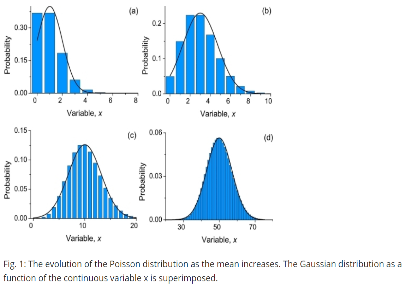 (a)
0.30
0.15
0.00
Probability
0 2 4 6 8
Variable, x
(b)
0.2
0.1
0.0
Probability
0 2 4 6 8 10
Variable, x
(c)
0.15
0.10
0.05
0.00
Probability
0 10 20
Variable, x
(d)
0.06
0.03
0.00
Probability
30 50 70
Variable, x
Fig. 1: The evolution of the Poisson distribution as the mean increases. The Gaussian distribution as a
function of the continuous variable x is superimposed.